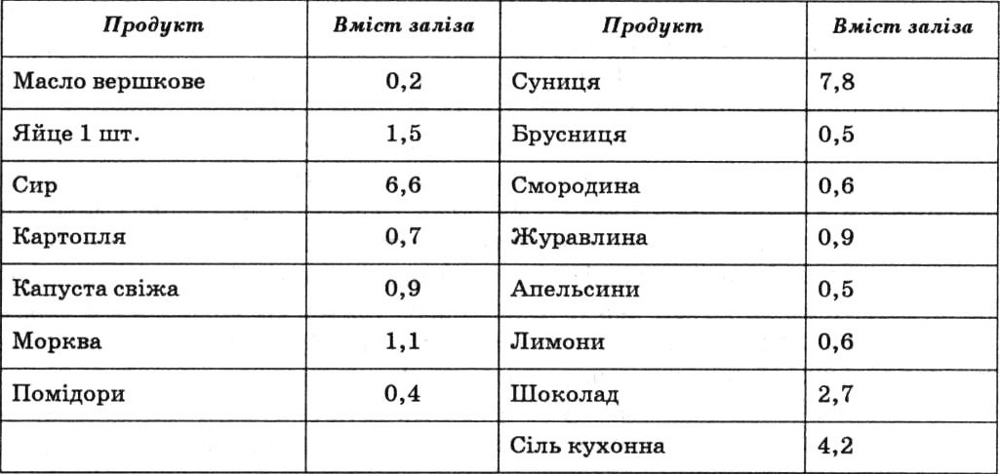 Продукт Вміст заліза Продукт Вміст заліза
Масло вершкове 0,2 Суниця 7,8
Яйце 1 шт. 1,5 Брусниця 0,5
Сир 6,6 Смородина 0,6
Картопля 0,7 Журавлина 0,9
Капуста свіжа 0,9 Апельсини 0,5
Морква 1,1 Лимони 0,6
Помідори 0,4 Шоколад 2,7
Сіль кухонна 4,2